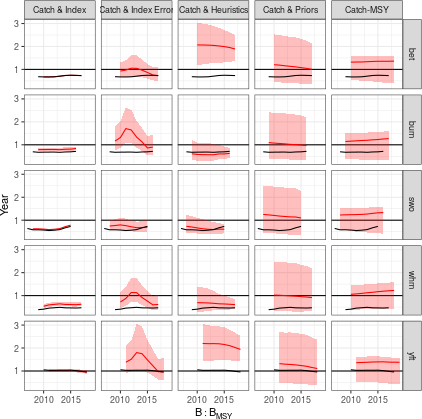 Catch & Index
Catch & Index Error
Catch & Heuristics
Catch & Priors
Catch-MSY
3
2
1
bet
3
2
1
bum
3
2
1
swo
3
2
1
whm
3
2
1
yft
Year
2010 2015
2010 2015
2010 2015
2010 2015
2010 2015
B : BMSY